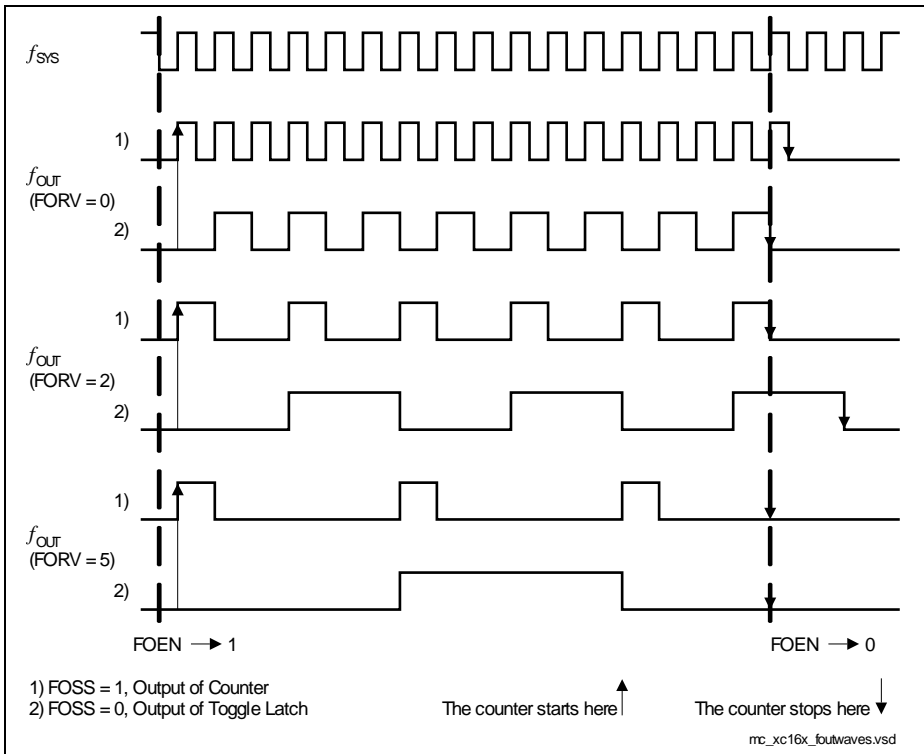 fSYS
1)
fOUT
(FORV = 0)
2)
1)
fOUT
(FORV = 2)
2)
1)
fOUT
(FORV = 5)
2)
FOEN → 1
FOEN → 0
1) FOSS = 1, Output of Counter
2) FOSS = 0, Output of Toggle Latch
The counter starts here
The counter stops here
mc_xc16x_foutwaves.vsd